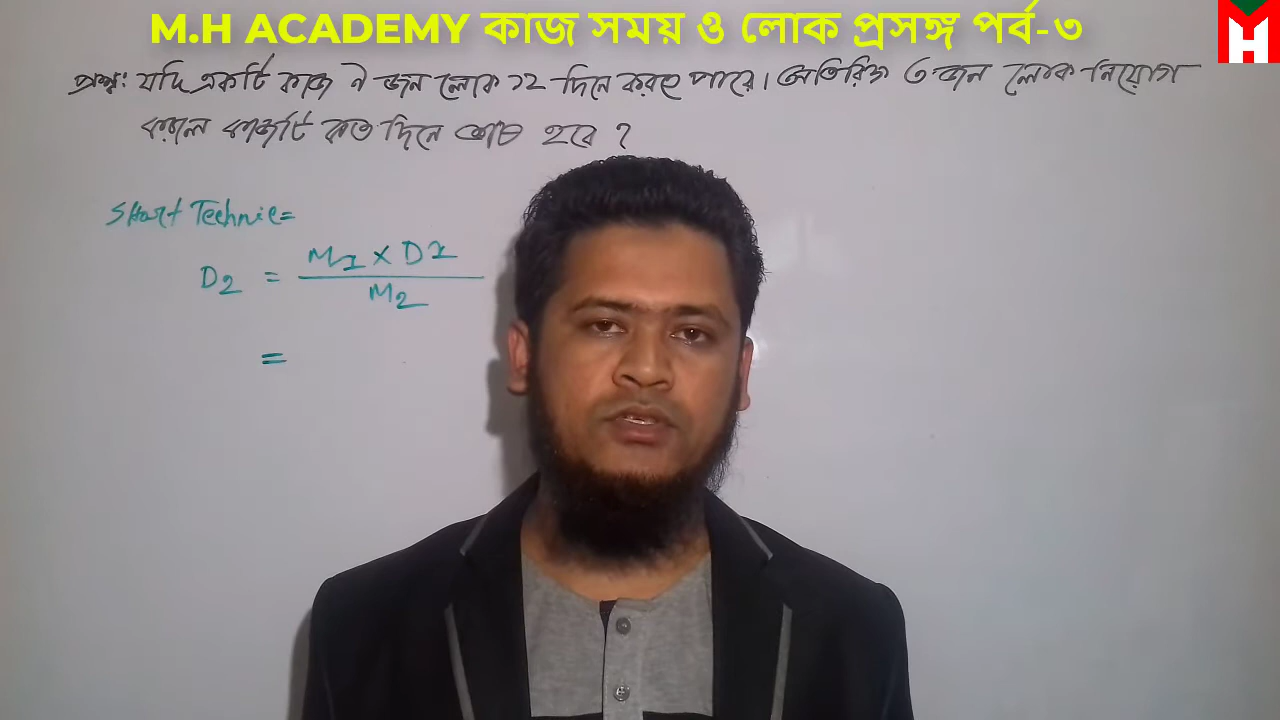 M.H ACADEMY কাজ সময় ও লোক প্রসঙ্গ পর্ব-৩
M
H
প্রশ্ন: যদি একটি কাজ ৯ জন লোকে ১২ দিনে করতে পারে। অতিরিক্ত ৩ জন লোক নিয়োগ
করলে কাজটি কত দিনে শেষ হবে ?
Short Technic =
D2 = M1 × D1 / M2
=